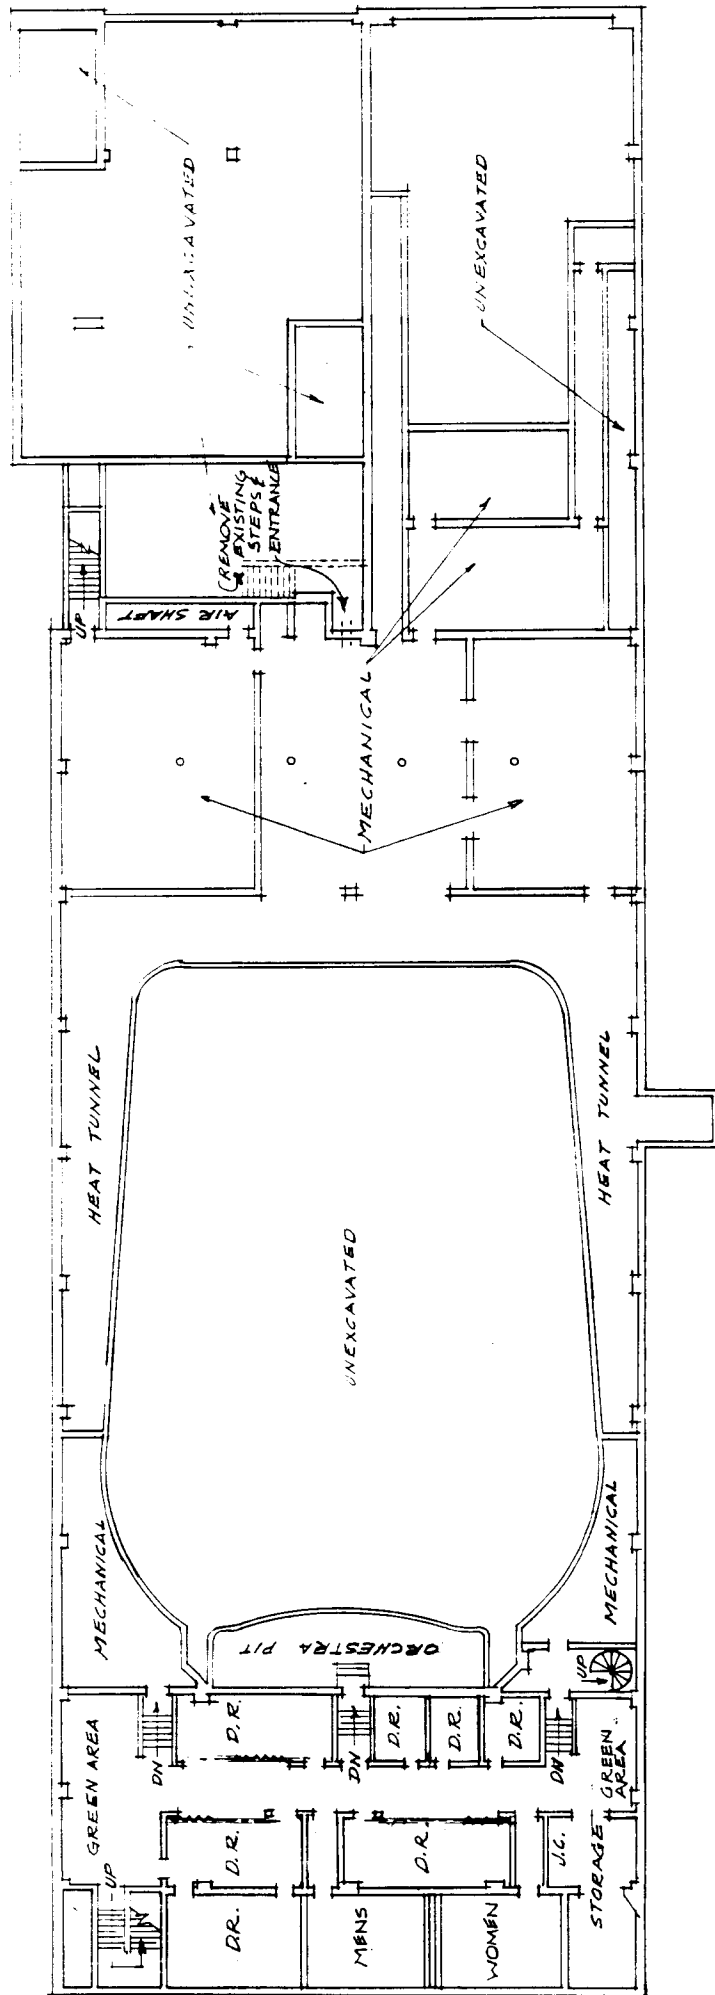 UNEXCAVATED
UNEXCAVATED
(REMOVE
EXISTING
STEPS &
ENTRANCE
UP
AIR SHAFT
MECHANICAL
HEAT TUNNEL
HEAT TUNNEL
UNEXCAVATED
MECHANICAL
MECHANICAL
ORCHESTRA PIT
UP
D.R.
D.R.
D.R.
D.R.
DN
DN
DN
GREEN AREA
GREEN
AREA
UP
D.R.
D.R.
J.C.
STORAGE
D.R.
MENS
WOMEN